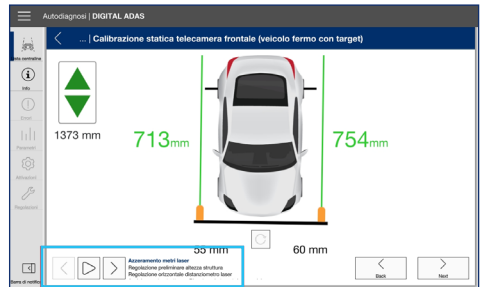 Autodiagnosi | DIGITAL ADAS
... | Calibrazione statica telecamera frontale (veicolo fermo con target)
Info
Errori
Parametri
Attivazioni
Regolazioni
1373 mm
713mm
754mm
55 mm
60 mm
Azzeramento metri laser
Regolazione preliminare altezza struttura
Regolazione orizzontale distanziometro laser
Back
Next